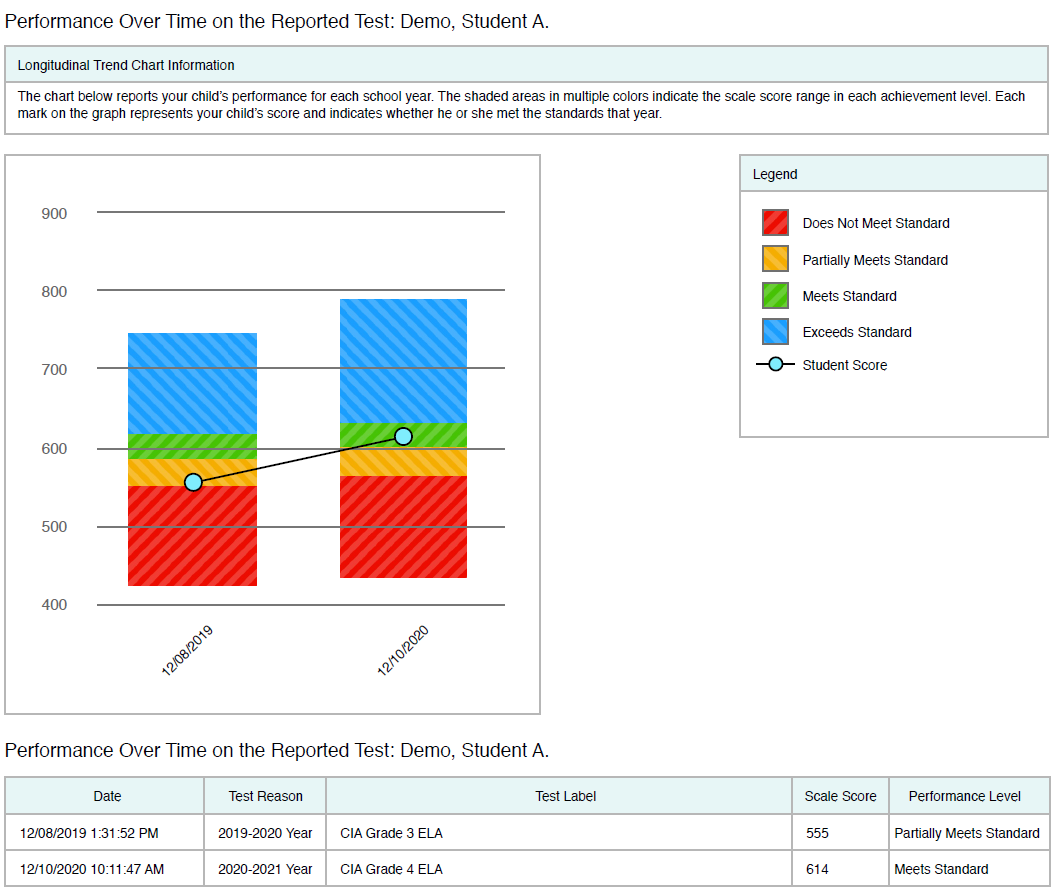 Performance Over Time on the Reported Test: Demo, Student A.
Longitudinal Trend Chart Information
The chart below reports your child's performance for each school year. The shaded areas in multiple colors indicate the scale score range in each achievement level. Each
mark on the graph represents your child's score and indicates whether he or she met the standards that year.
900
800
700
600
500
400
12/08/2019
12/10/2020
Legend
Does Not Meet Standard
Partially Meets Standard
Meets Standard
Exceeds Standard
Student Score
Performance Over Time on the Reported Test: Demo, Student A.
Date Test Reason Test Label Scale Score Performance Level
12/08/2019 1:31:52 PM 2019-2020 Year CIA Grade 3 ELA 555 Partially Meets Standard
12/10/2020 10:11:47 AM 2020-2021 Year CIA Grade 4 ELA 614 Meets Standard